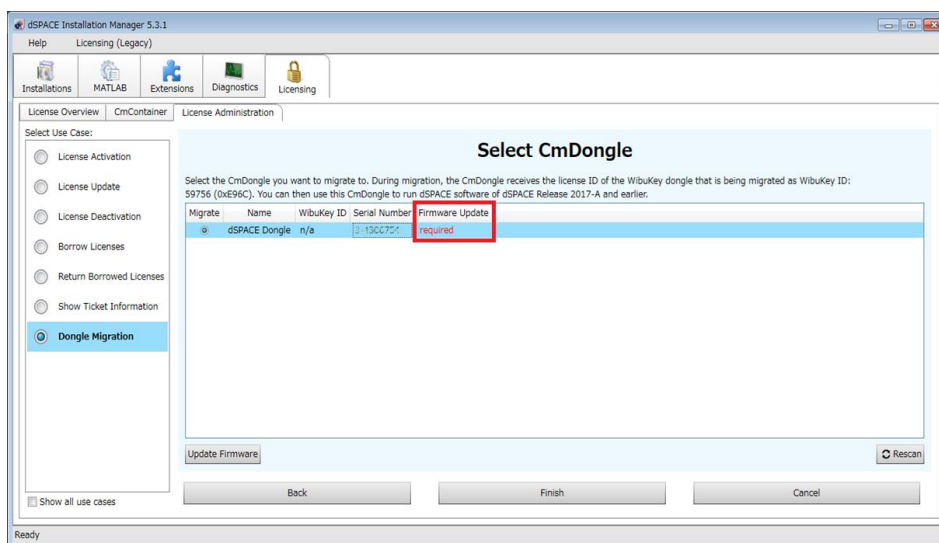 dSPACE Installation Manager 5.3.1
Help Licensing (Legacy)
Installations MATLAB Extensions Diagnostics Licensing
License Overview CmContainer License Administration
Select Use Case:
License Activation
License Update
License Deactivation
Borrow Licenses
Return Borrowed Licenses
Show Ticket Information
Dongle Migration
Show all use cases
Select CmDongle
Select the CmDongle you want to migrate to. During migration, the CmDongle receives the license ID of the WibuKey dongle that is being migrated as WibuKey ID:
59756 (0xE96C). You can then use this CmDongle to run dSPACE software of dSPACE Release 2017-A and earlier.
Migrate Name WibuKey ID Serial Number Firmware Update
dSPACE Dongle n/a required
Update Firmware Rescan
Back Finish Cancel
Ready